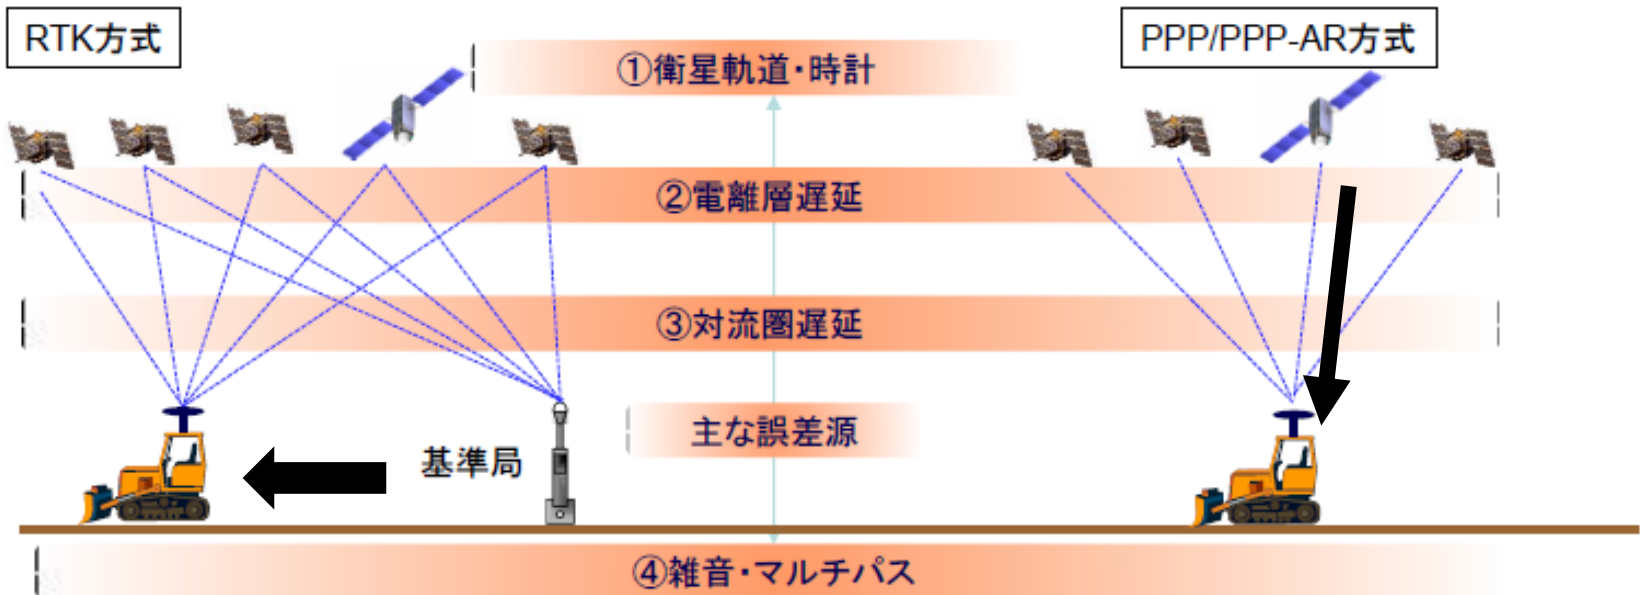 RTK方式
①衛星軌道・時計
PPP/PPP-AR方式
②電離層遅延
③対流圏遅延
主な誤差源
基準局
④雑音・マルチパス